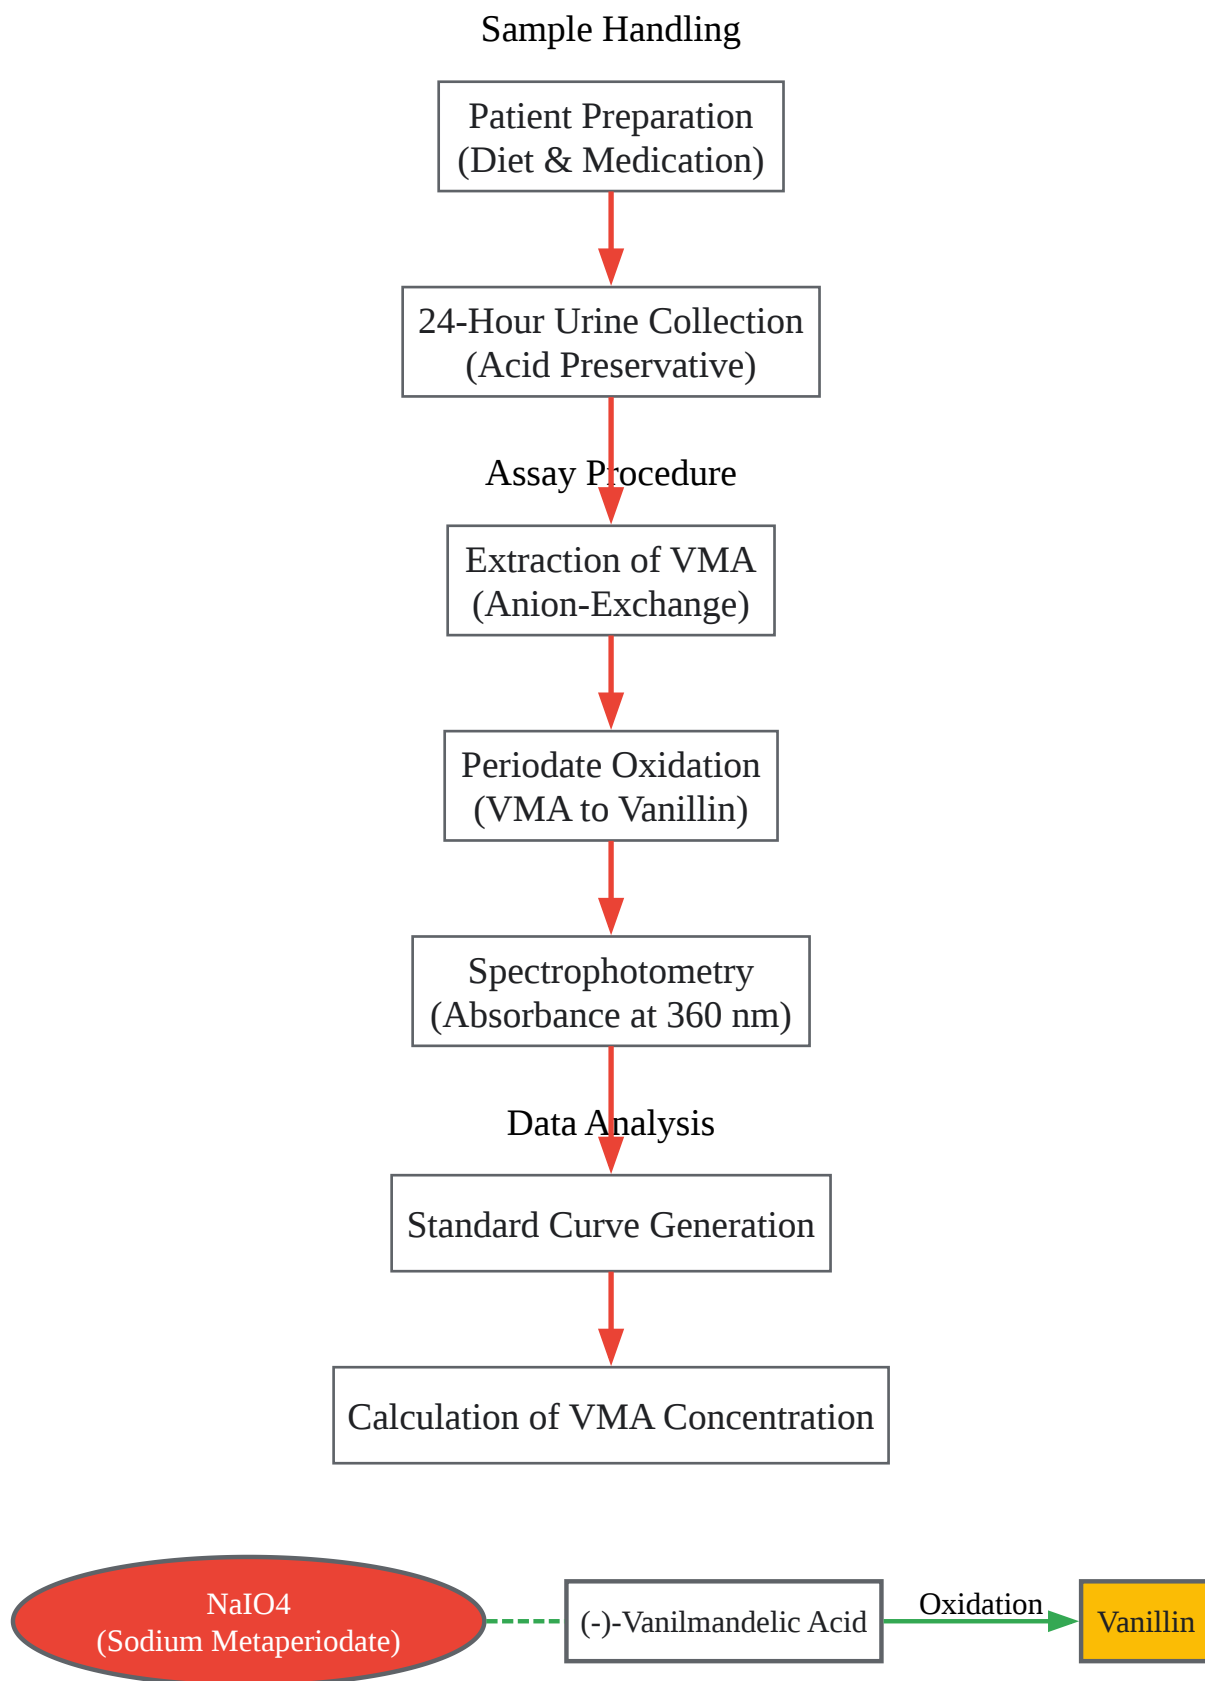 Sample Handling
Patient Preparation
(Diet & Medication)
24-Hour Urine Collection
(Acid Preservative)
Assay Procedure
Extraction of VMA
(Anion-Exchange)
Periodate Oxidation
(VMA to Vanillin)
Spectrophotometry
(Absorbance at 360 nm)
Data Analysis
Standard Curve Generation
Calculation of VMA Concentration
NaIO4
(Sodium Metaperiodate)
(-)-Vanilmandelic Acid
Oxidation
Vanillin